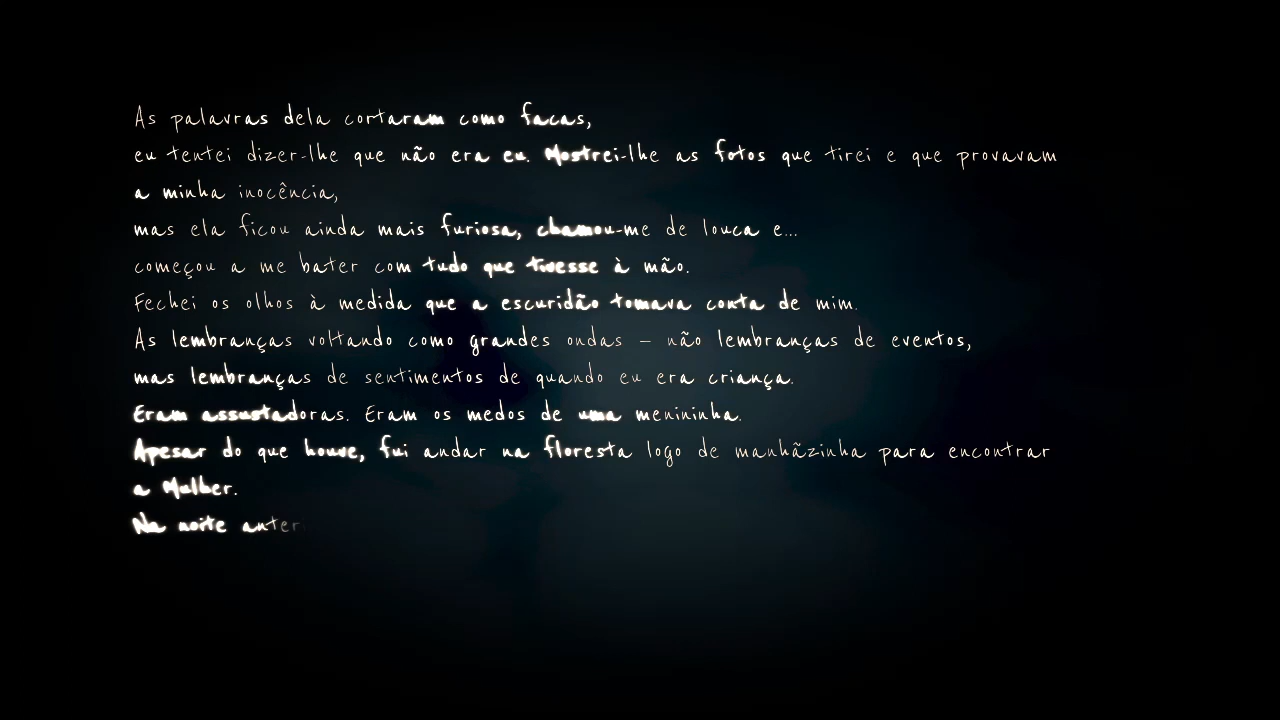 As palavras dela cortaram como facas,
eu tentei dizer-lhe que não era eu. Mostrei-lhe as fotos que tirei e que provavam
a minha inocência,
mas ela ficou ainda mais furiosa, chamou-me de louca e...
começou a me bater com tudo que tivesse à mão.
Fechei os olhos à medida que a escuridão tomava conta de mim.
As lembranças voltando como grandes ondas – não lembranças de eventos,
mas lembranças de sentimentos de quando eu era criança.
Eram assustadoras. Eram os medos de uma menininha.
Apesar do que houve, fui andar na floresta logo de manhãzinha para encontrar
a Mulher.
Na noite anter